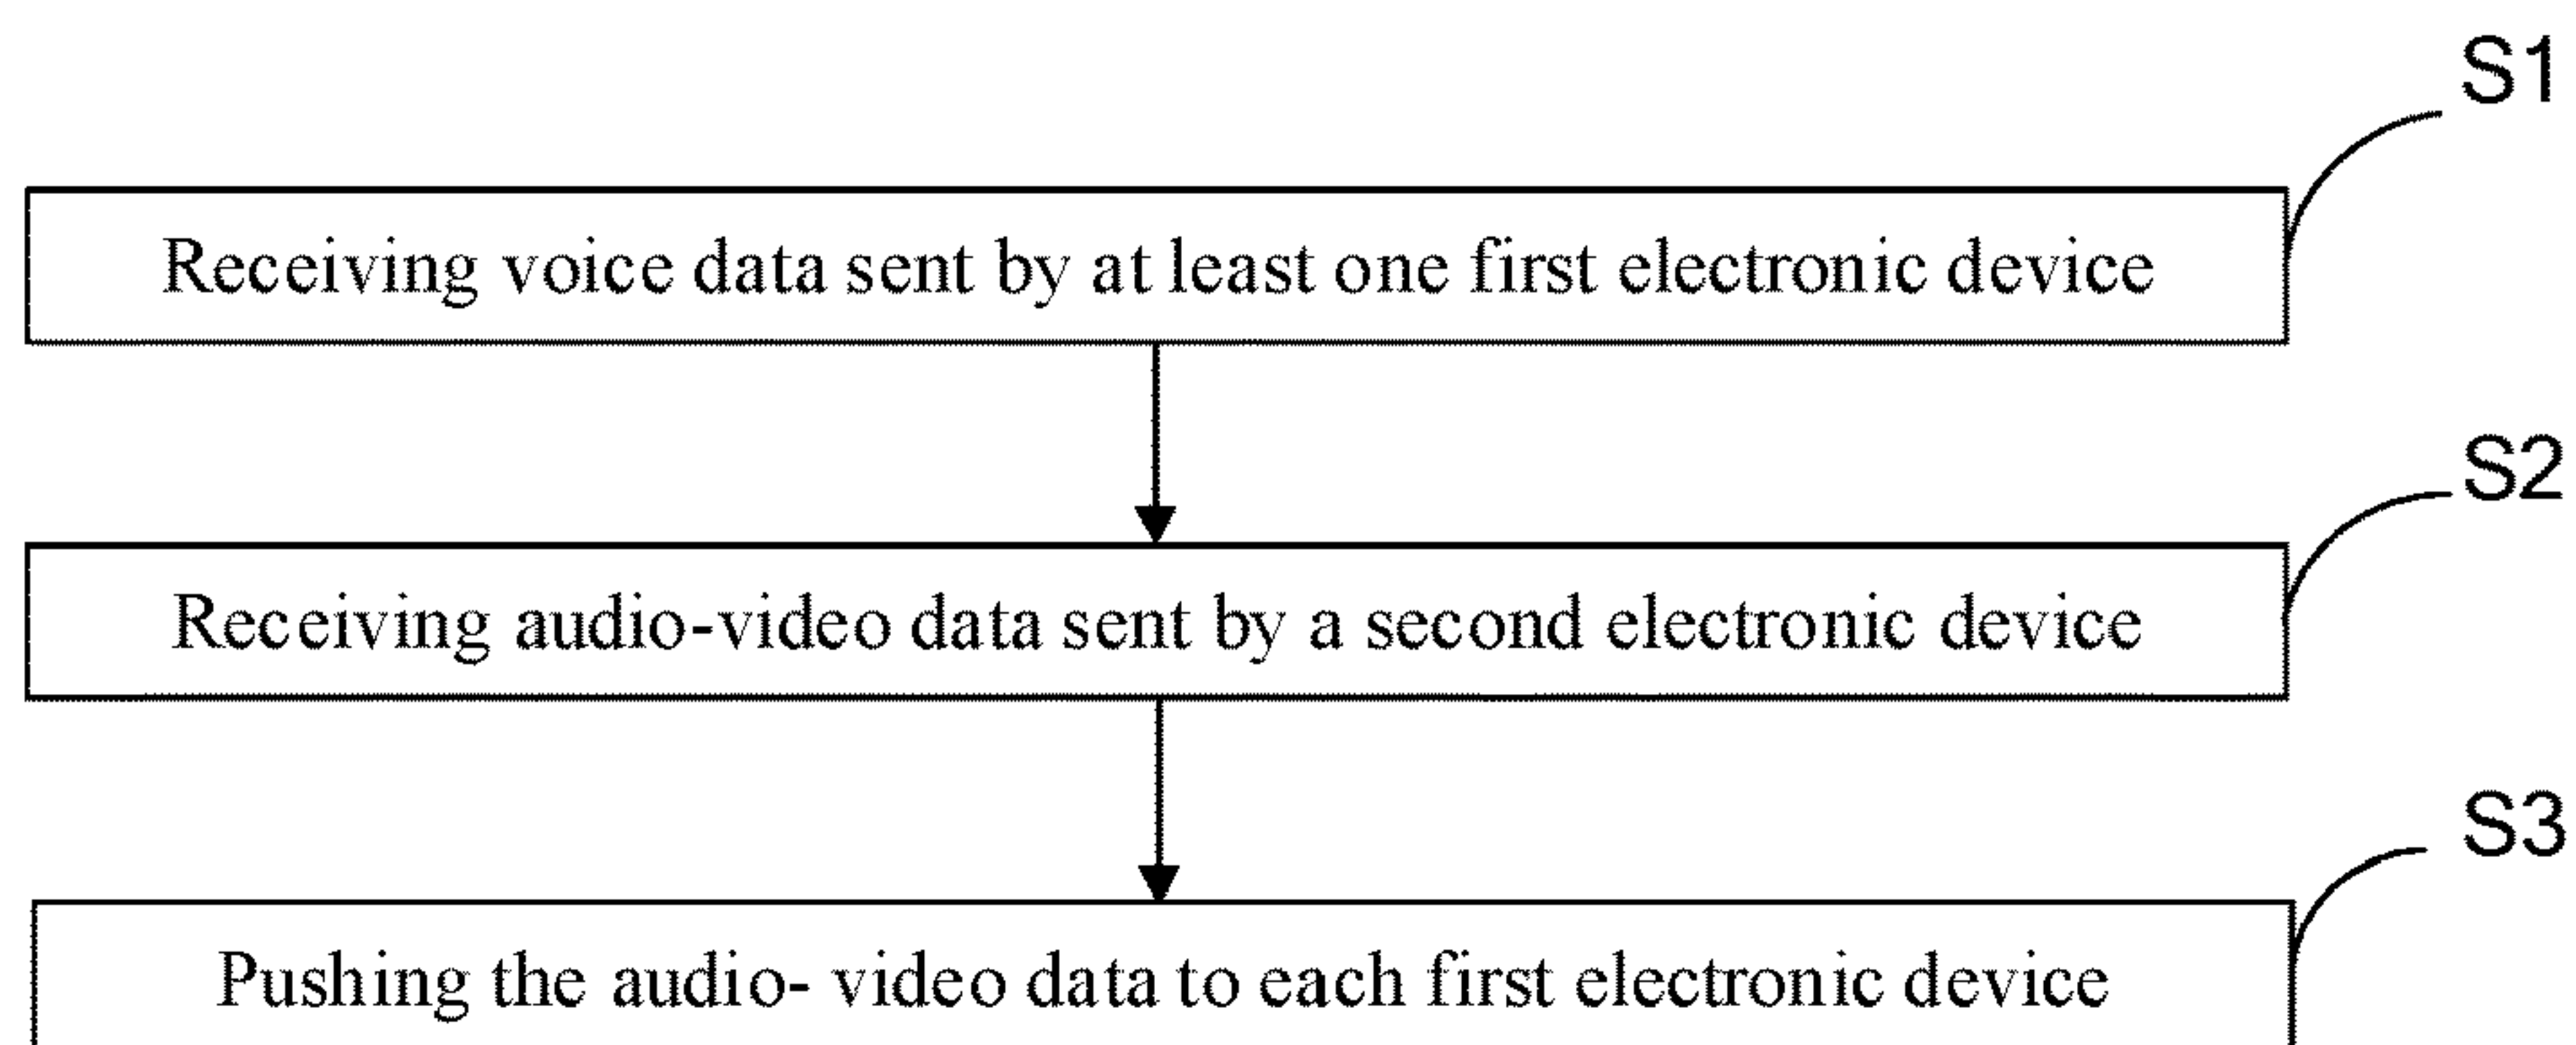 S1
Receiving voice data sent by at least one first electronic device
S2
Receiving audio-video data sent by a second electronic device
S3
Pushing the audio- video data to each first electronic device